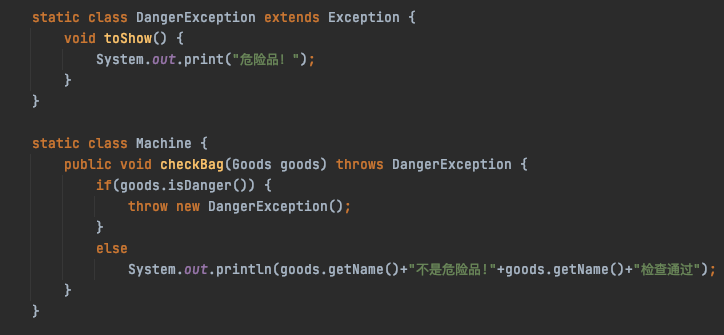 static class DangerException extends Exception {
    void toShow() {
        System.out.print("危险品! ");
    }
}

static class Machine {
    public void checkBag(Goods goods) throws DangerException {
        if(goods.isDanger()) {
            throw new DangerException();
        }
        else
            System.out.println(goods.getName()+"不是危险品!"+goods.getName()+"检查通过");
    }
}